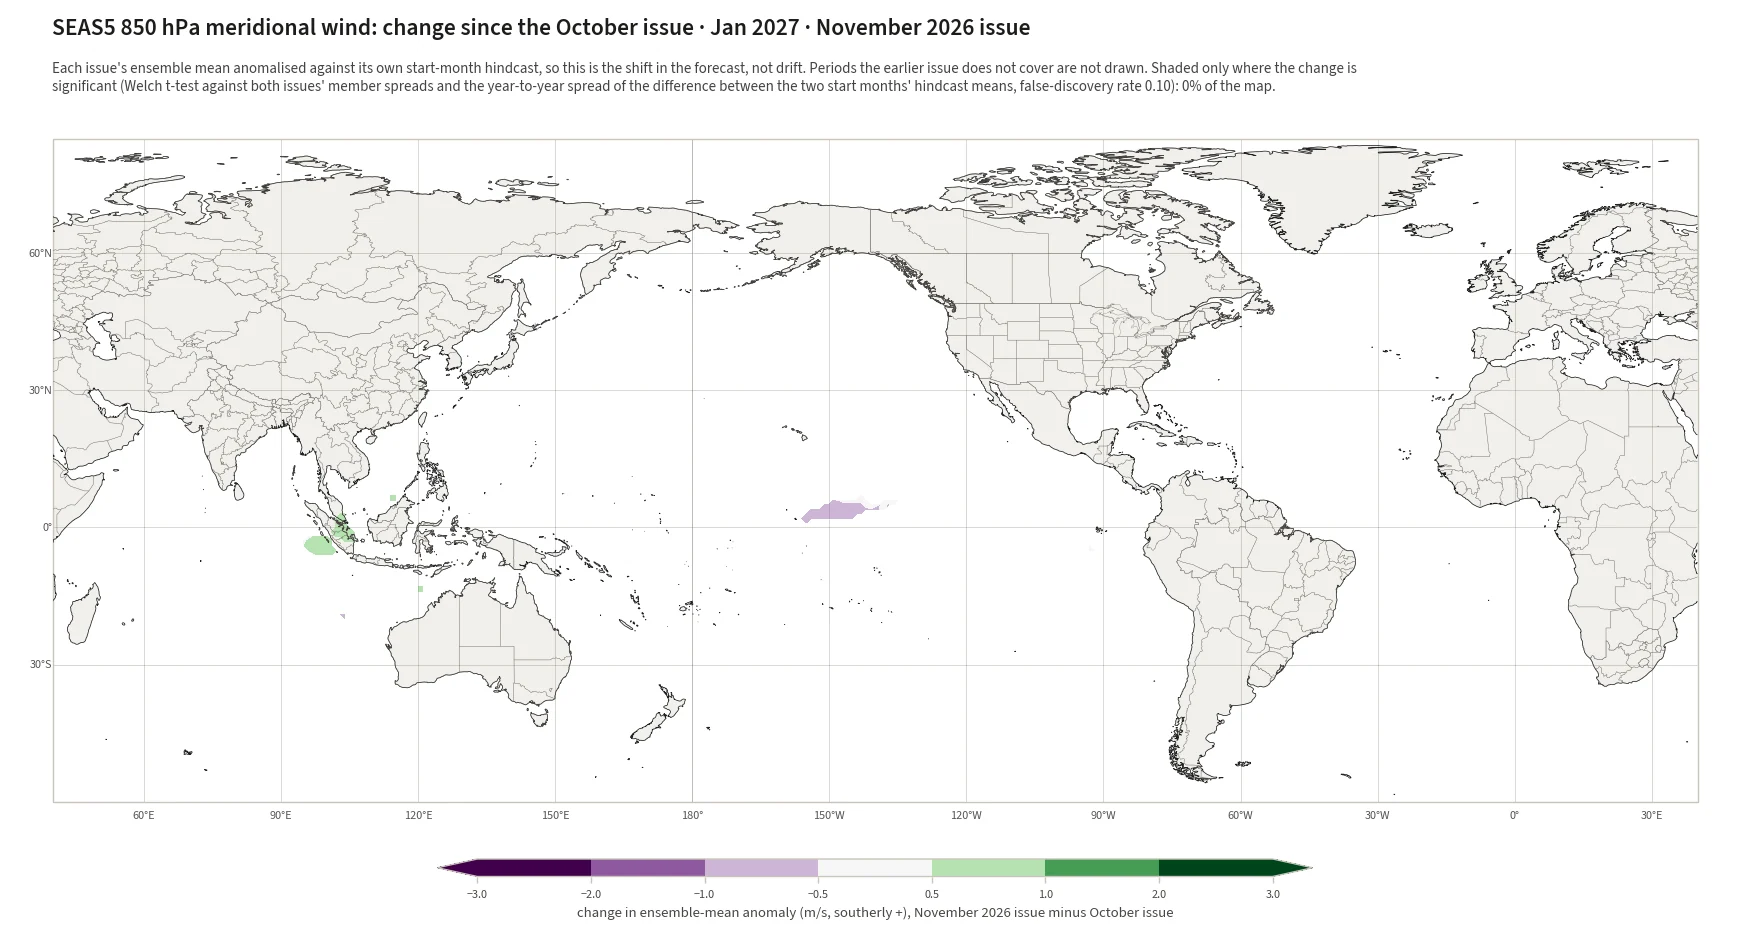 SEAS5 850 hPa meridional wind: change since the October issue · Jan 2027 · November 2026 issue
Each issue's ensemble mean anomalised against its own start-month hindcast, so this is the shift in the forecast, not drift. Periods the earlier issue does not cover are not drawn. Shaded only where the change is
significant (Welch t-test against both issues' member spreads and the year-to-year spread of the difference between the two start months' hindcast means, false-discovery rate 0.10): 0% of the map.
60°N
30°N
0°
30°S
60°E 90°E 120°E 150°E 180° 150°W 120°W 90°W 60°W 30°W 0° 30°E
−3.0 −2.0 −1.0 −0.5 0.5 1.0 2.0 3.0
change in ensemble-mean anomaly (m/s, southerly +), November 2026 issue minus October issue